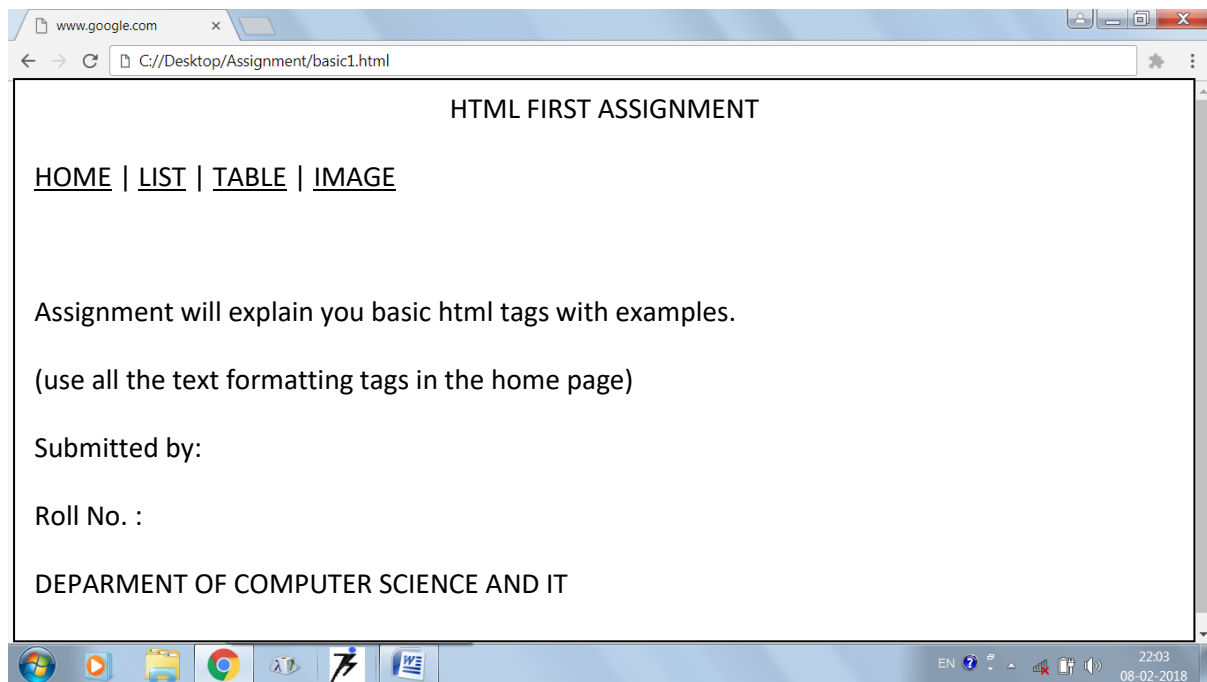 www.google.com
C://Desktop/Assignment/basic1.html
HTML FIRST ASSIGNMENT
HOME | LIST | TABLE | IMAGE
Assignment will explain you basic html tags with examples.
(use all the text formatting tags in the home page)
Submitted by:
Roll No. :
DEPARMENT OF COMPUTER SCIENCE AND IT
EN
22:03
08-02-2018